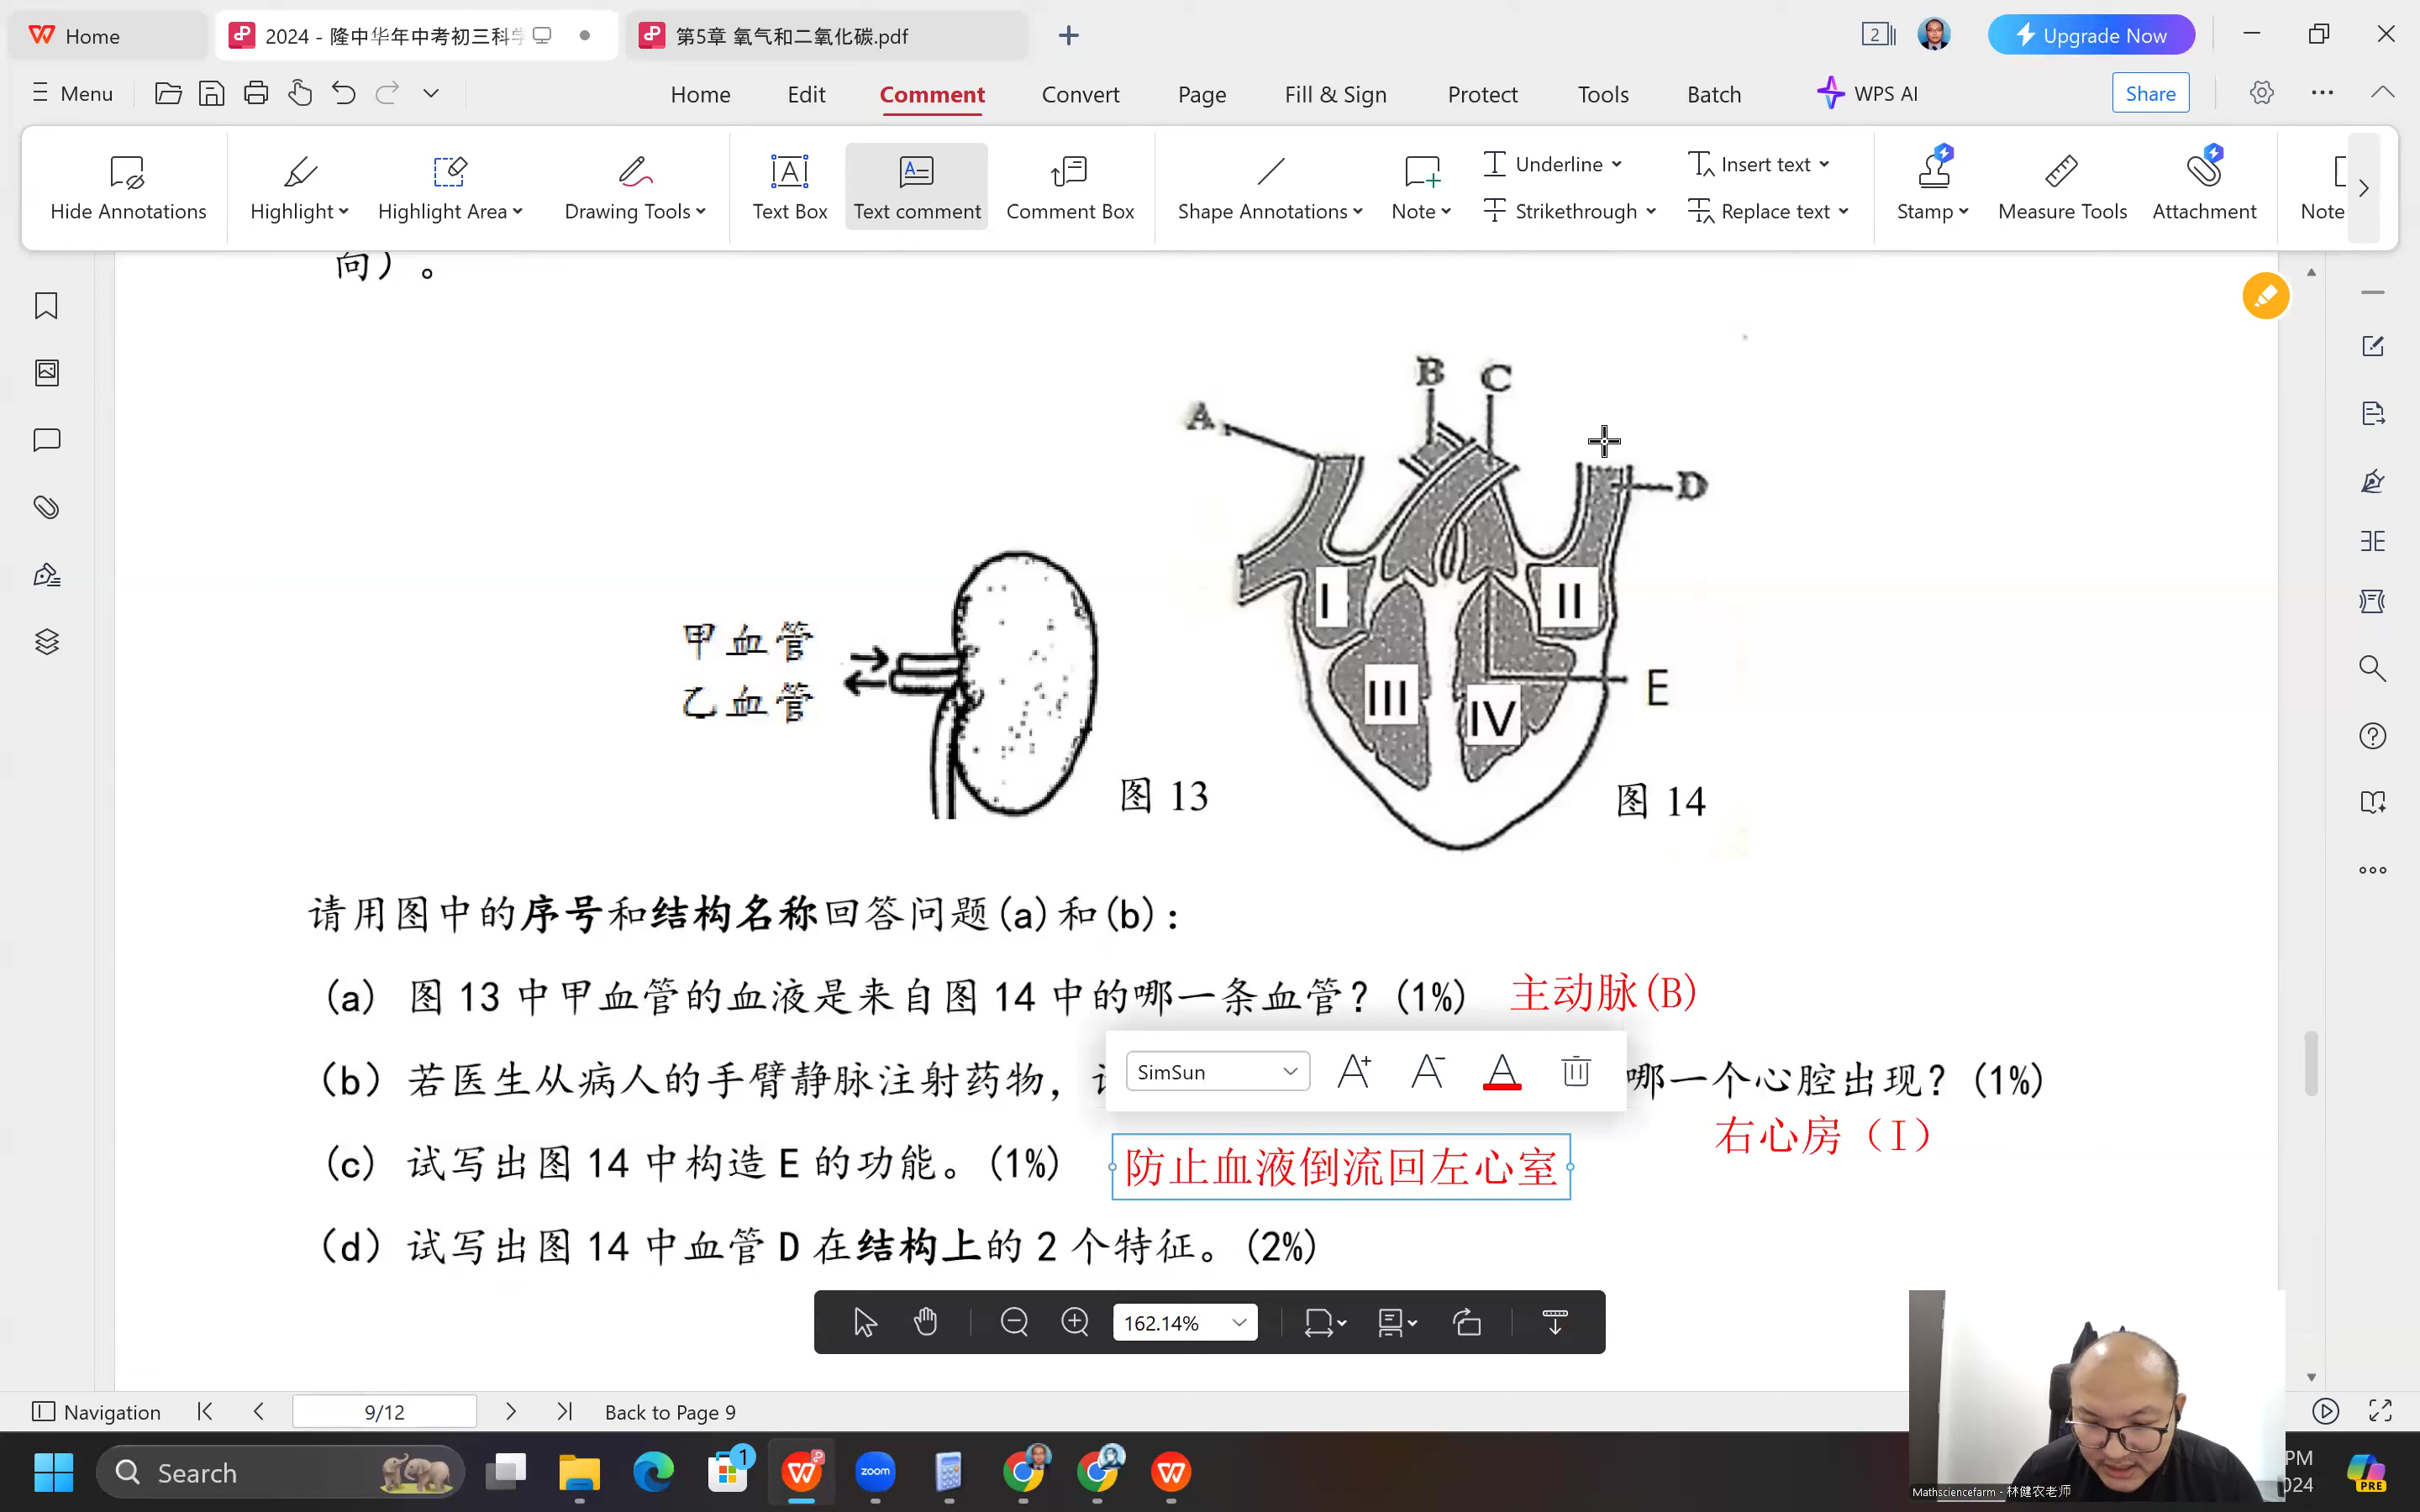 Home
2024 - 隆中华年中考初三科学
第5章 氧气和二氧化碳.pdf
2
Upgrade Now
Menu
Home
Edit
Comment
Convert
Page
Fill & Sign
Protect
Tools
Batch
WPS AI
Share
Hide Annotations
Highlight
Highlight Area
Drawing Tools
Text Box
Text comment
Comment Box
Shape Annotations
Note
Underline
Strikethrough
Insert text
Replace text
Stamp
Measure Tools
Attachment
Note
向）。
B C
A
D
I II
甲血管
乙血管
III IV
E
图 13
图 14
请用图中的序号和结构名称回答问题(a)和(b)：
(a) 图 13 中甲血管的血液是来自图 14 中的哪一条血管？(1%) 主动脉(B)
SimSun
(b) 若医生从病人的手臂静脉注射药物， 哪一个心腔出现？(1%)
右心房（I）
(c) 试写出图 14 中构造 E 的功能。(1%) 防止血液倒流回左心室
(d) 试写出图 14 中血管 D 在结构上的 2 个特征。(2%)
162.14%
Navigation
9/12
Back to Page 9
Search
1
zoom
PM
024
PRE
Mathsciencefarm - 林健农老师